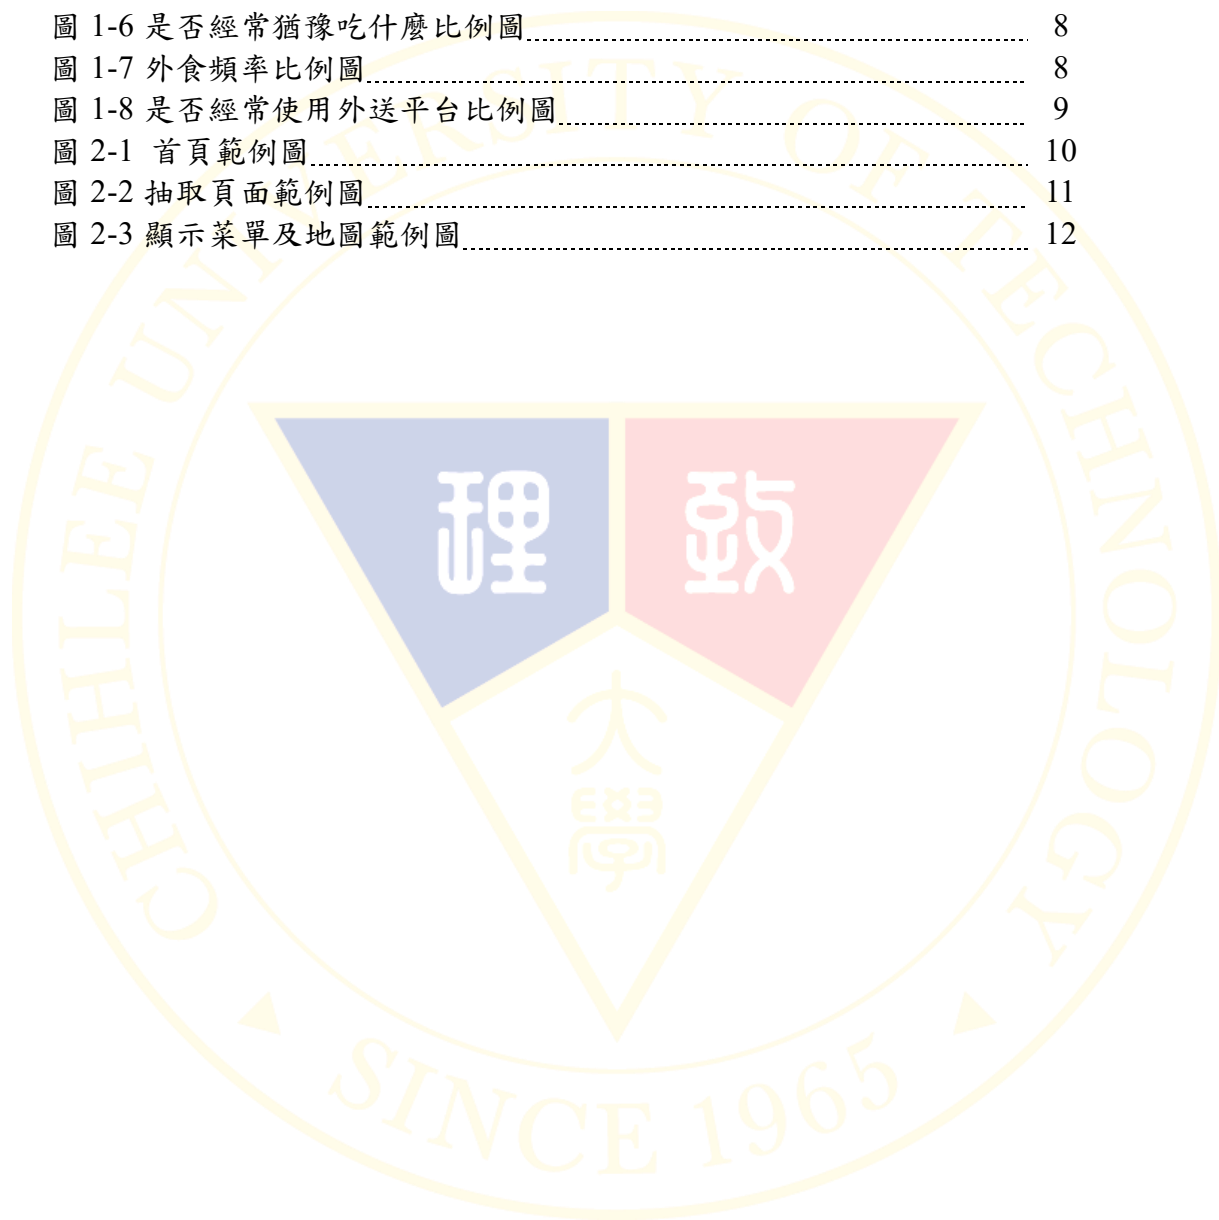 圖 1-6 是否經常猶豫吃什麼比例圖 8
圖 1-7 外食頻率比例圖 8
圖 1-8 是否經常使用外送平台比例圖 9
圖 2-1 首頁範例圖 10
圖 2-2 抽取頁面範例圖 11
圖 2-3 顯示菜單及地圖範例圖 12
CHIHLEE UNIVERSITY OF TECHNOLOGY
理 致
大
學
SINCE 1965